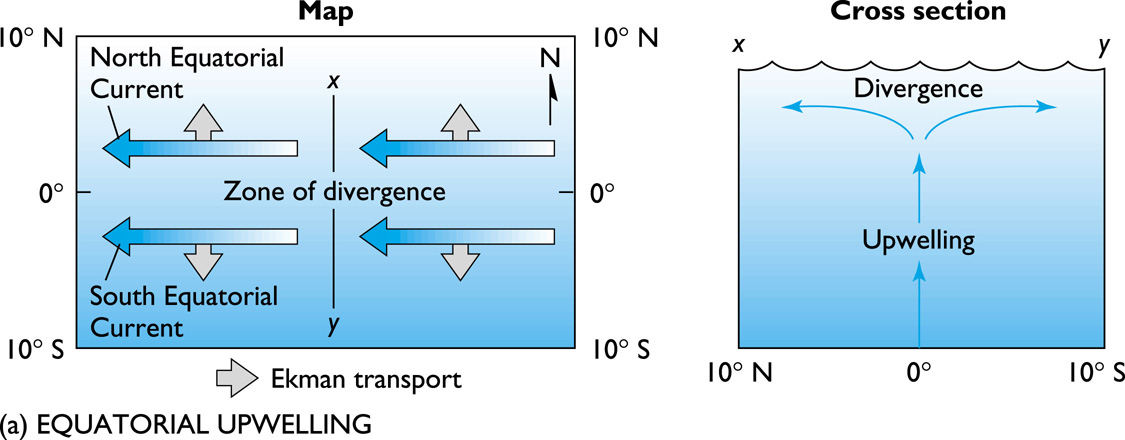 Map
10° N
10° N
North Equatorial
Current
N
x
0°
Zone of divergence
0°
South Equatorial
Current
y
10° S
10° S
Ekman transport
Cross section
x
y
Divergence
Upwelling
10° N
0°
10° S
(a) EQUATORIAL UPWELLING